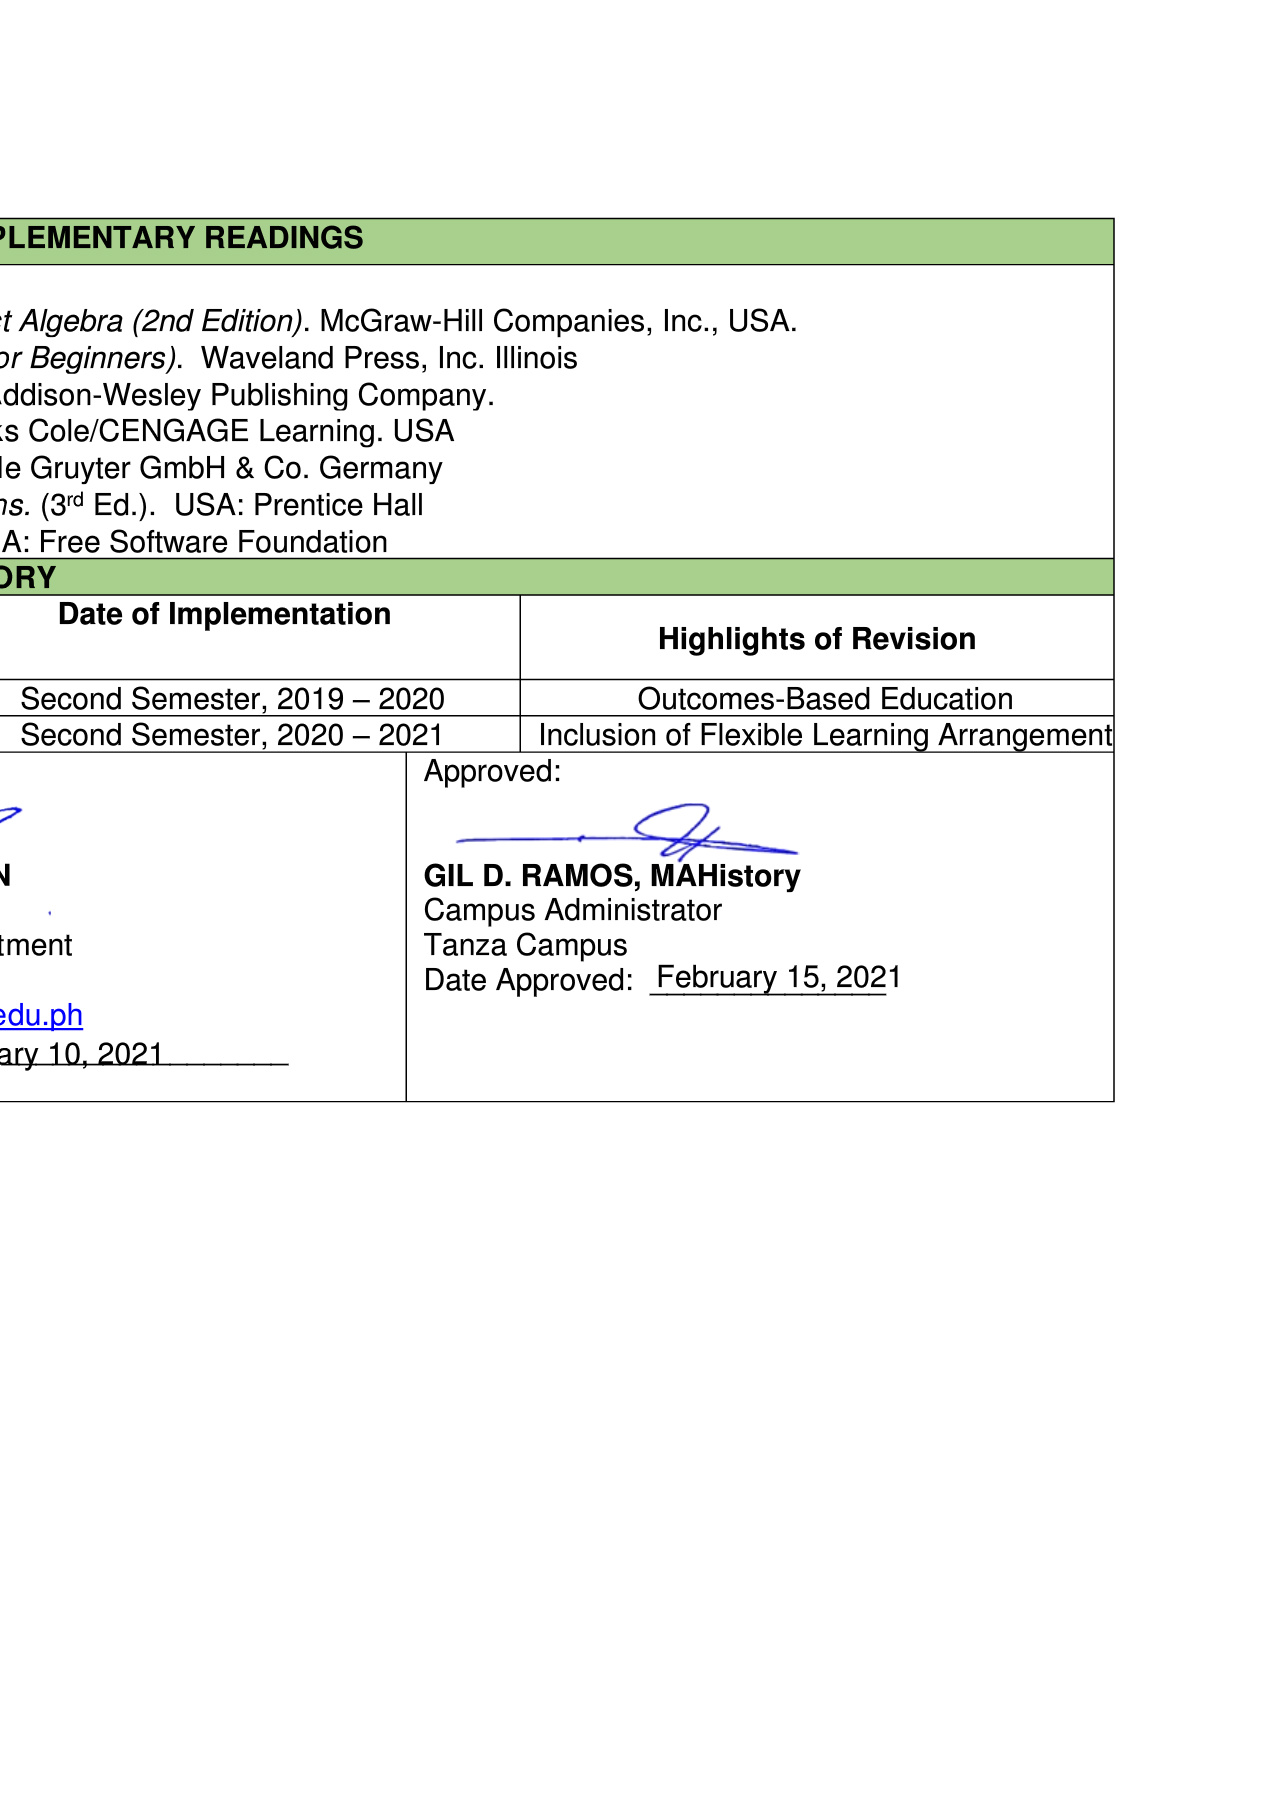 PLEMENTARY READINGS
t Algebra (2nd Edition). McGraw-Hill Companies, Inc., USA.
or Beginners).  Waveland Press, Inc. Illinois
Addison-Wesley Publishing Company.
ks Cole/CENGAGE Learning. USA
de Gruyter GmbH & Co. Germany
ns. (3rd Ed.).  USA: Prentice Hall
A: Free Software Foundation
ORY
Date of Implementation
Highlights of Revision
Second Semester, 2019 – 2020
Outcomes-Based Education
Second Semester, 2020 – 2021
Inclusion of Flexible Learning Arrangement
N
tment
edu.ph
ary 10, 2021
Approved:
GIL D. RAMOS, MAHistory
Campus Administrator
Tanza Campus
Date Approved: February 15, 2021